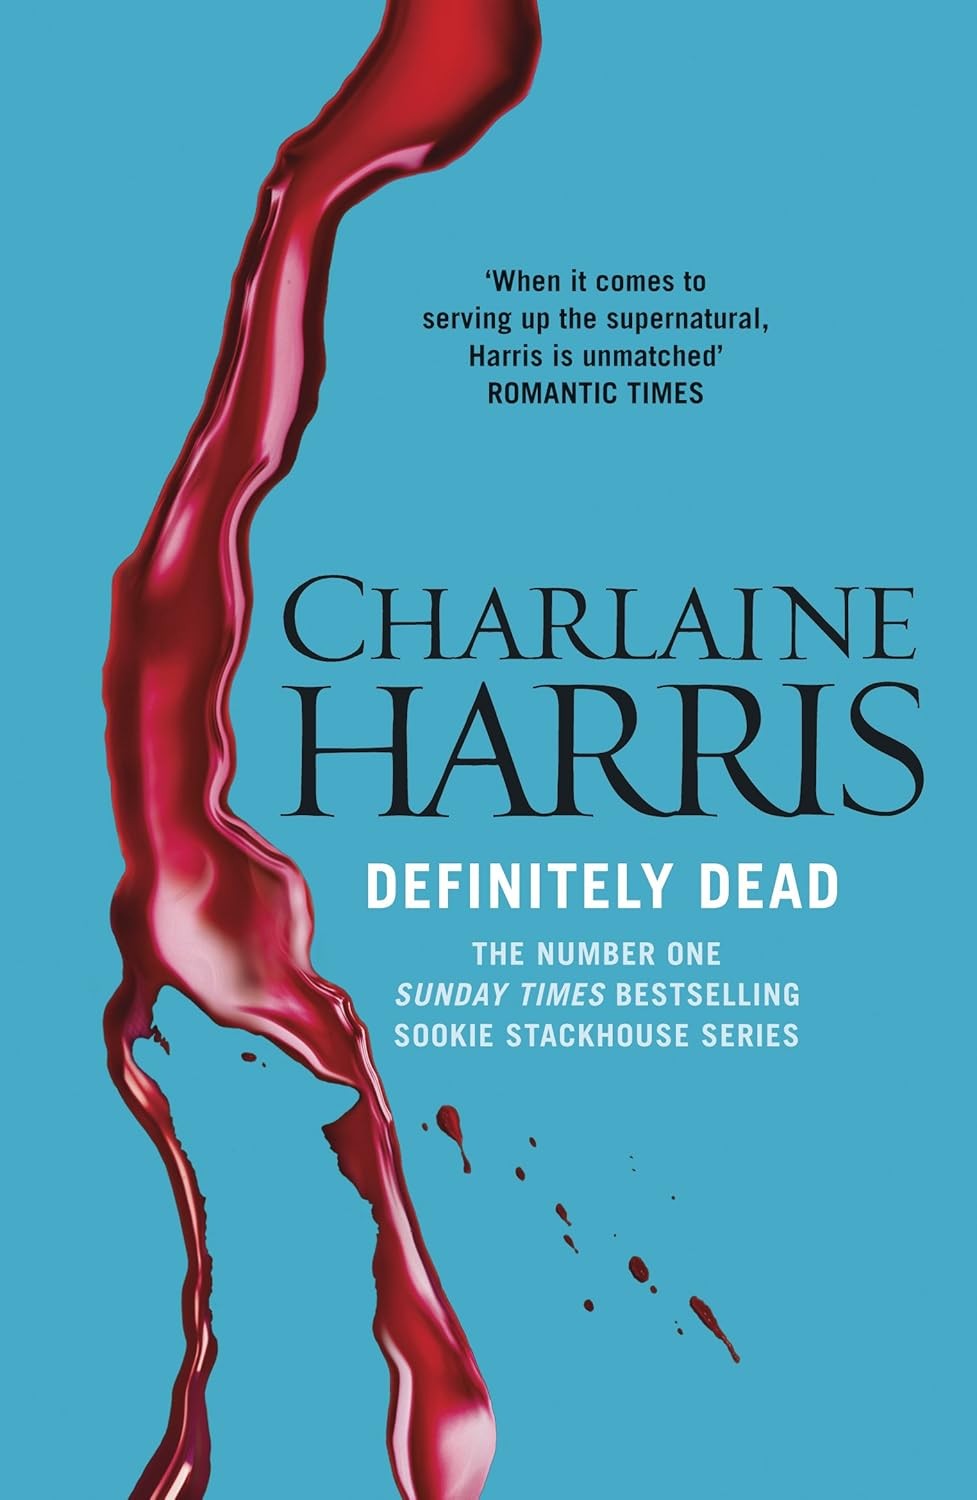 ‘When it comes to
serving up the supernatural,
Harris is unmatched’
ROMANTIC TIMES
CHARLAINE
HARRIS
DEFINITELY DEAD
THE NUMBER ONE
SUNDAY TIMES BESTSELLING
SOOKIE STACKHOUSE SERIES